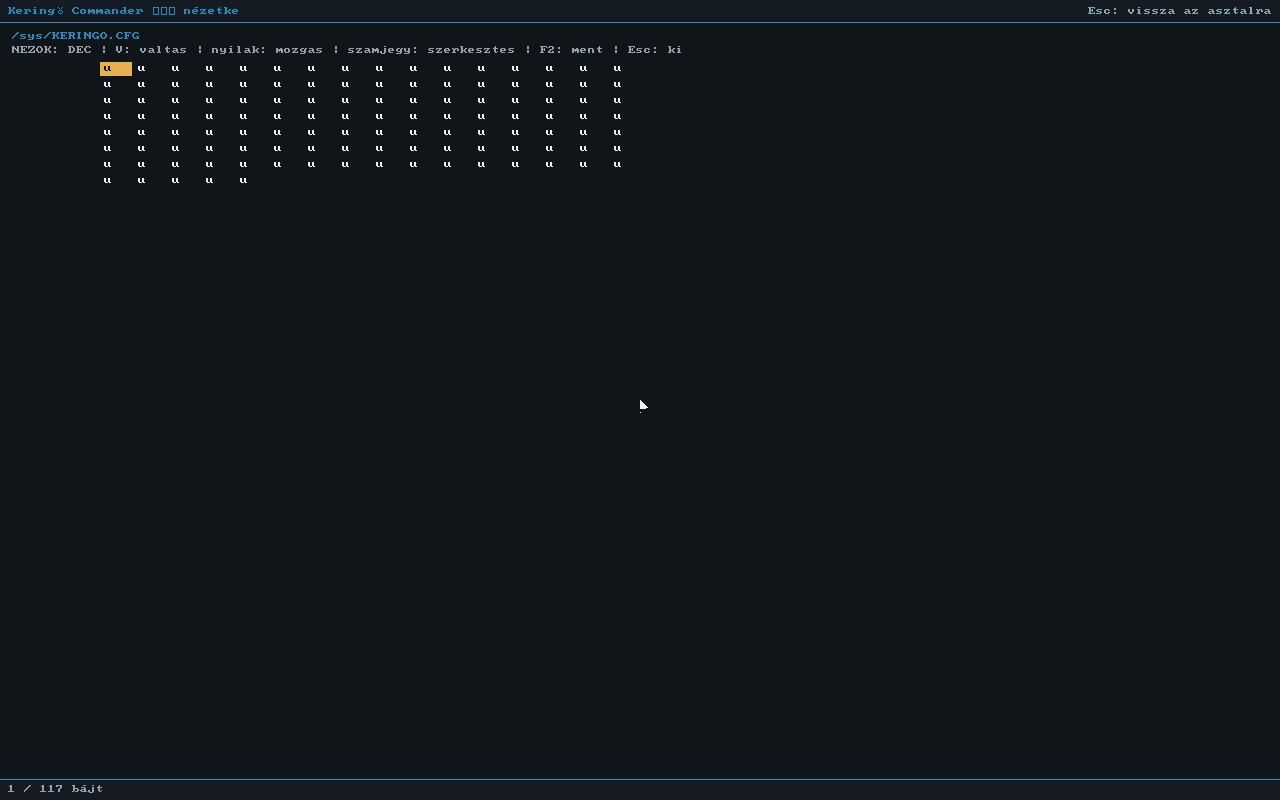 Keringő Commander □□□ nézetke
Esc: vissza az asztalra
/sys/KERINGO.CFG
NEZOK: DEC ¦ V: valtas ¦ nyilak: mozgas ¦ szamjegy: szerkesztes ¦ F2: ment ¦ Esc: ki
u u u u u u u u u u u u u u u u
u u u u u u u u u u u u u u u u
u u u u u u u u u u u u u u u u
u u u u u u u u u u u u u u u u
u u u u u u u u u u u u u u u u
u u u u u u u u u u u u u u u u
u u u u u u u u u u u u u u u u
u u u u u
1 / 117 bájt